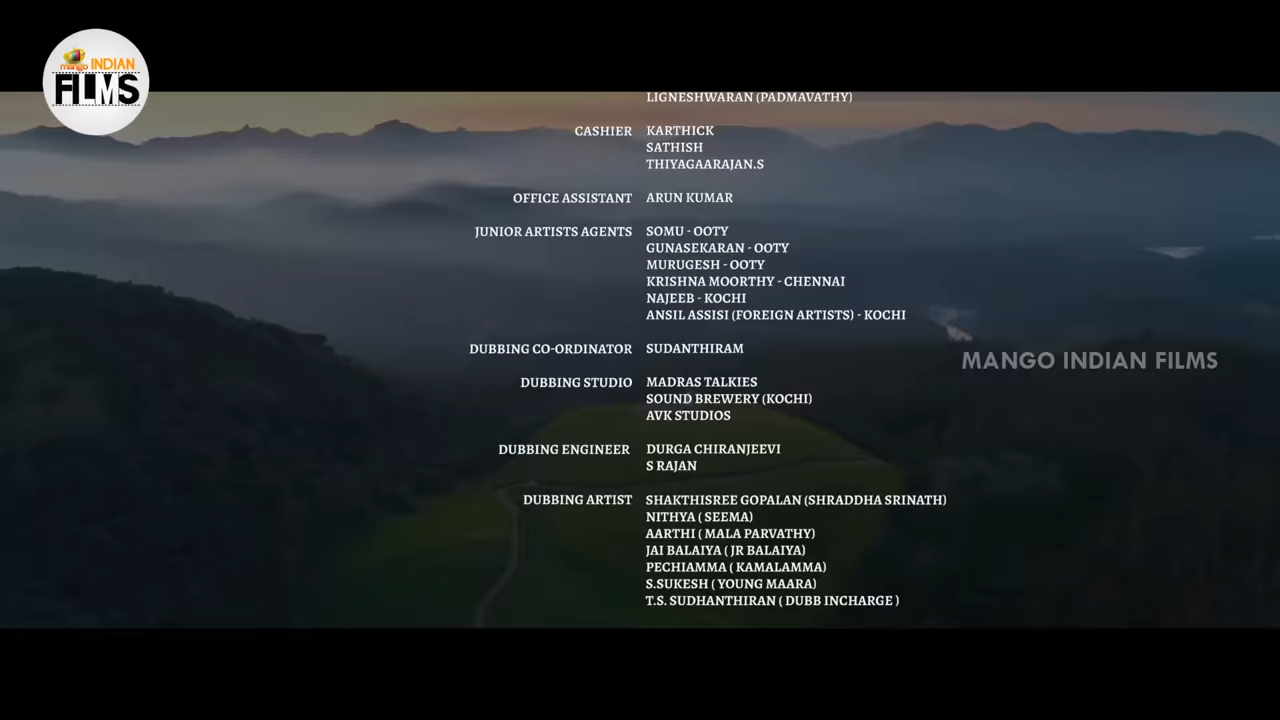 mango INDIAN
FILMS
LIGNESHWARAN (PADMAVATHY)
CASHIER KARTHICK
SATHISH
THIYAGAARAJAN.S
OFFICE ASSISTANT ARUN KUMAR
JUNIOR ARTISTS AGENTS SOMU - OOTY
GUNASEKARAN - OOTY
MURUGESH - OOTY
KRISHNA MOORTHY - CHENNAI
NAJEEB - KOCHI
ANSIL ASSISI (FOREIGN ARTISTS) - KOCHI
DUBBING CO-ORDINATOR SUDANTHIRAM
MANGO INDIAN FILMS
DUBBING STUDIO MADRAS TALKIES
SOUND BREWERY (KOCHI)
AVK STUDIOS
DUBBING ENGINEER DURGA CHIRANJEEVI
S RAJAN
DUBBING ARTIST SHAKTHISREE GOPALAN (SHRADDHA SRINATH)
NITHYA ( SEEMA)
AARTHI ( MALA PARVATHY)
JAI BALAIYA ( JR BALAIYA)
PECHIAMMA ( KAMALAMMA)
S.SUKESH ( YOUNG MAARA)
T.S. SUDHANTHIRAN ( DUBB INCHARGE )